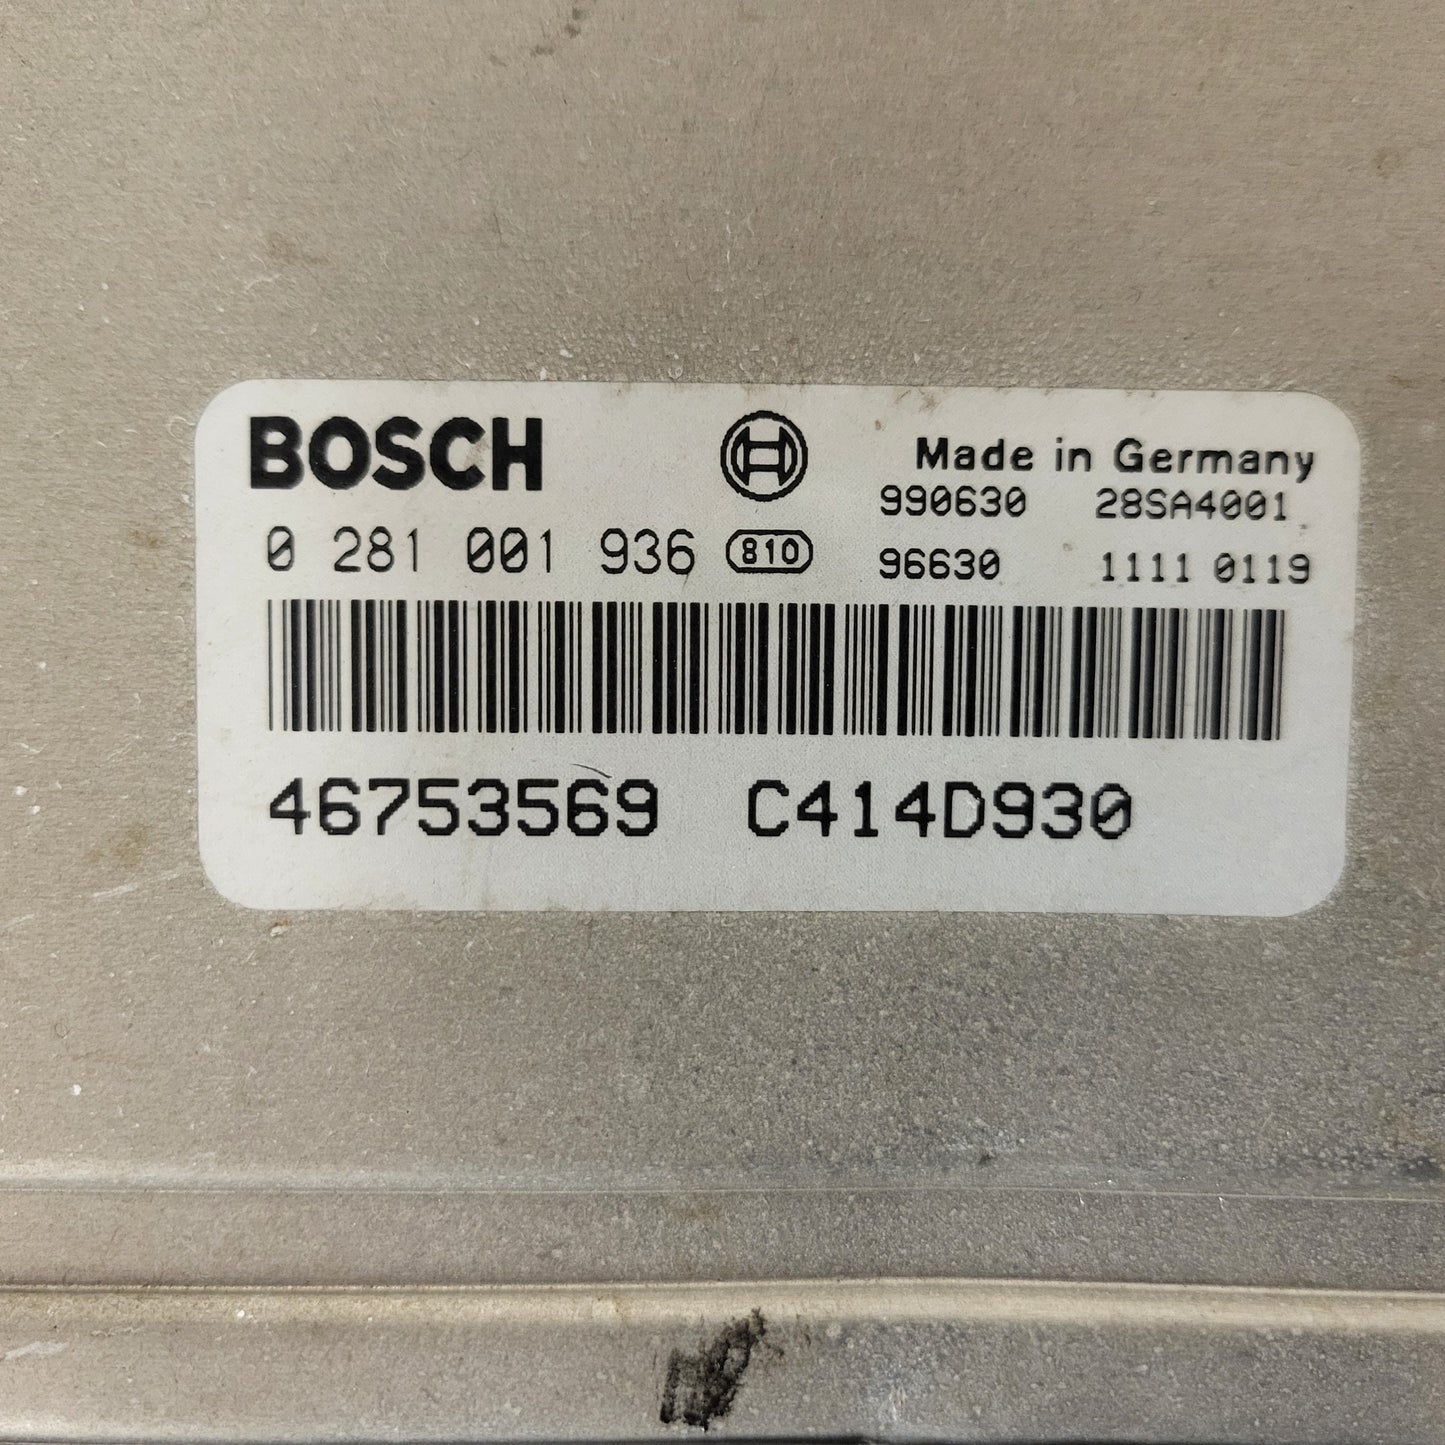 BOSCH
Made in Germany
990630 28SA4001
0 281 001 936 810
96630 1111 0119
46753569 C414D930